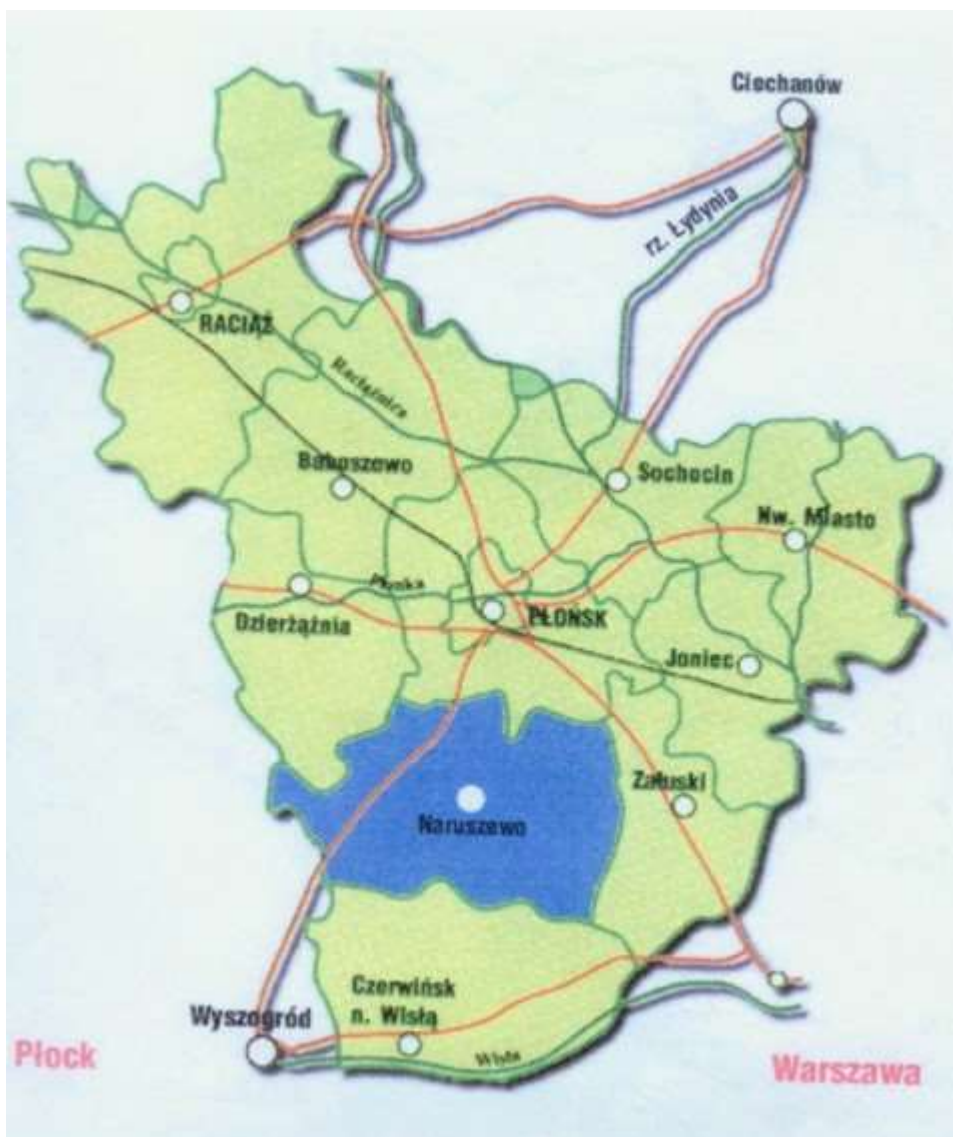 Ciechanów
rz. Łydynia
RACIĄŻ
Raciążnica
Baboszewo
Sochocin
Nw. Miasto
Płonka
Dzierżążnia
PŁOŃSK
Joniec
Załuski
Naruszewo
Czerwińsk
n. Wisłą
Wyszogród
Wisła
Płock
Warszawa